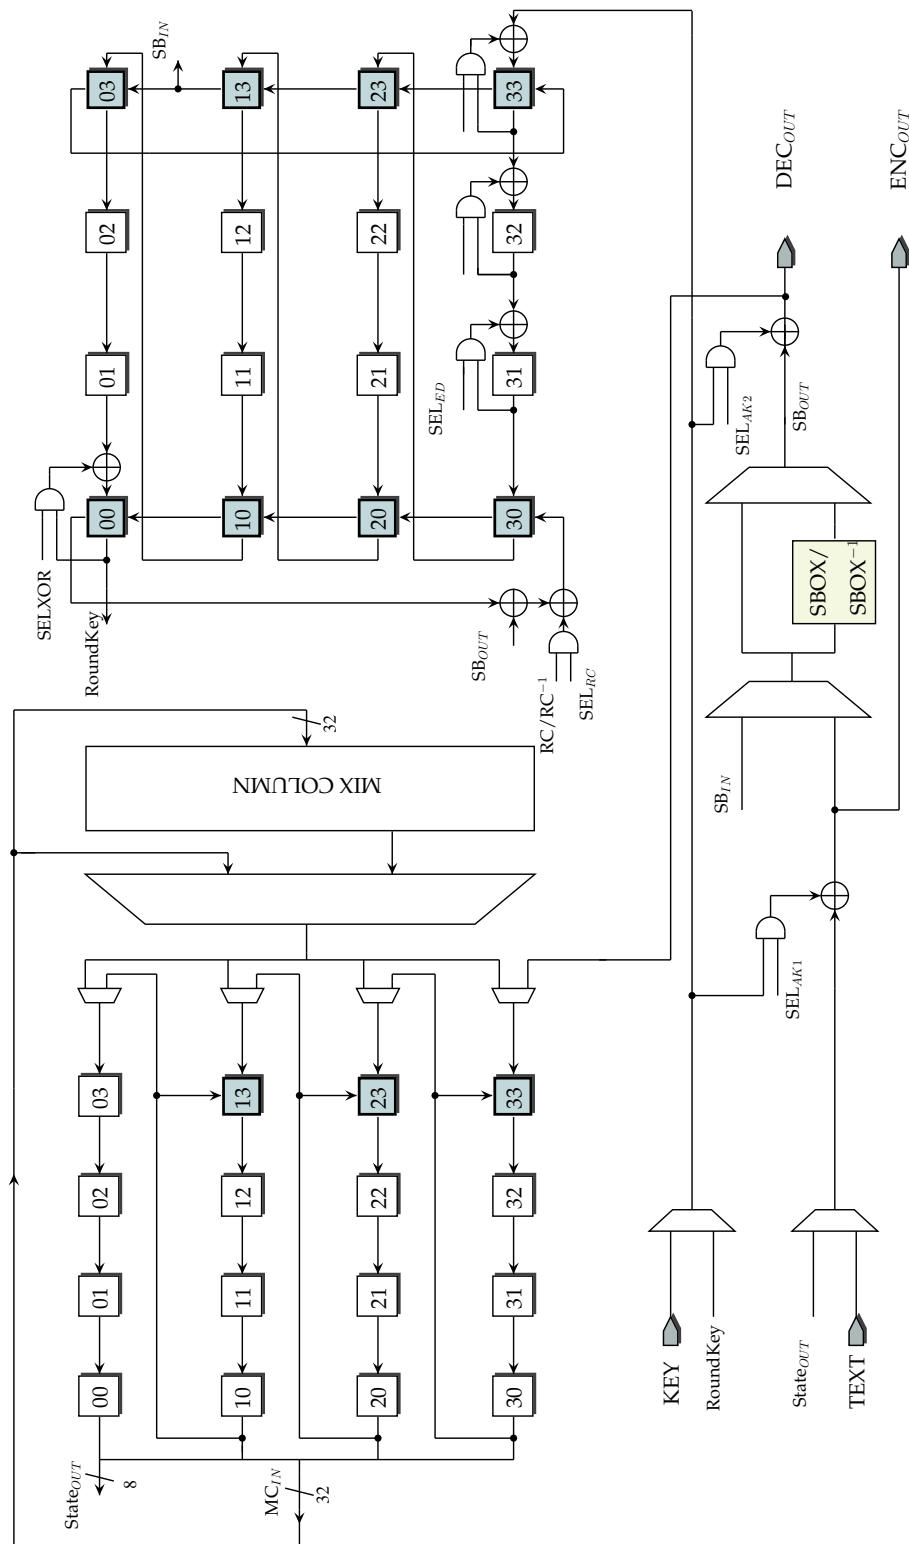 State_OUT
8
00
01
02
03
10
11
12
13
20
21
22
23
30
31
32
33
MC_IN
32
MIX COLUMN
32
RoundKey
SELXOR
00
01
02
03
10
11
12
13
20
21
22
23
30
31
32
33
SB_IN
SB_OUT
RC/RC^−1
SEL_RC
SEL_ED
KEY
RoundKey
State_OUT
TEXT
SEL_AK1
SB_IN
SBOX/
SBOX^−1
SB_OUT
SEL_AK2
DEC_OUT
ENC_OUT